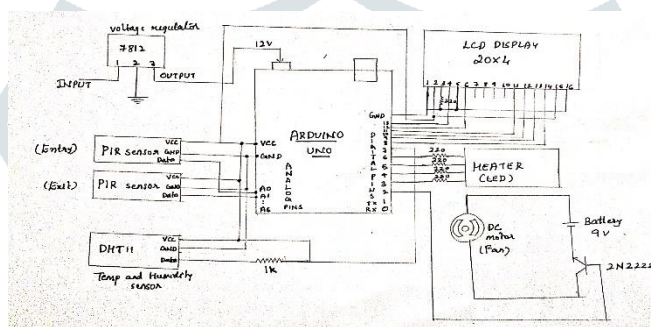 voltage regulator
7812
1 2 3
INPUT
OUTPUT
12V
LCD DISPLAY
20X4
1 2 3 4 5 6 7 8 9 10 11 12 13 14 15 16
220
ARDUINO
UNO
VCC
GND
ANALOG
PINS
A0
A1
A5
GND
DIGITAL
PINS
TX
RX
13
12
11
10
9
8
7
6
5
4
3
2
1
0
(Entry)
PIR sensor
VCC
GND
Data
(Exit)
PIR sensor
VCC
GND
Data
DHT11
VCC
GND
Data
Temp and Humidity
sensor
1K
220
220
220
220
HEATER
(LED)
DC
motor
(Fan)
Battery
9V
2N2222